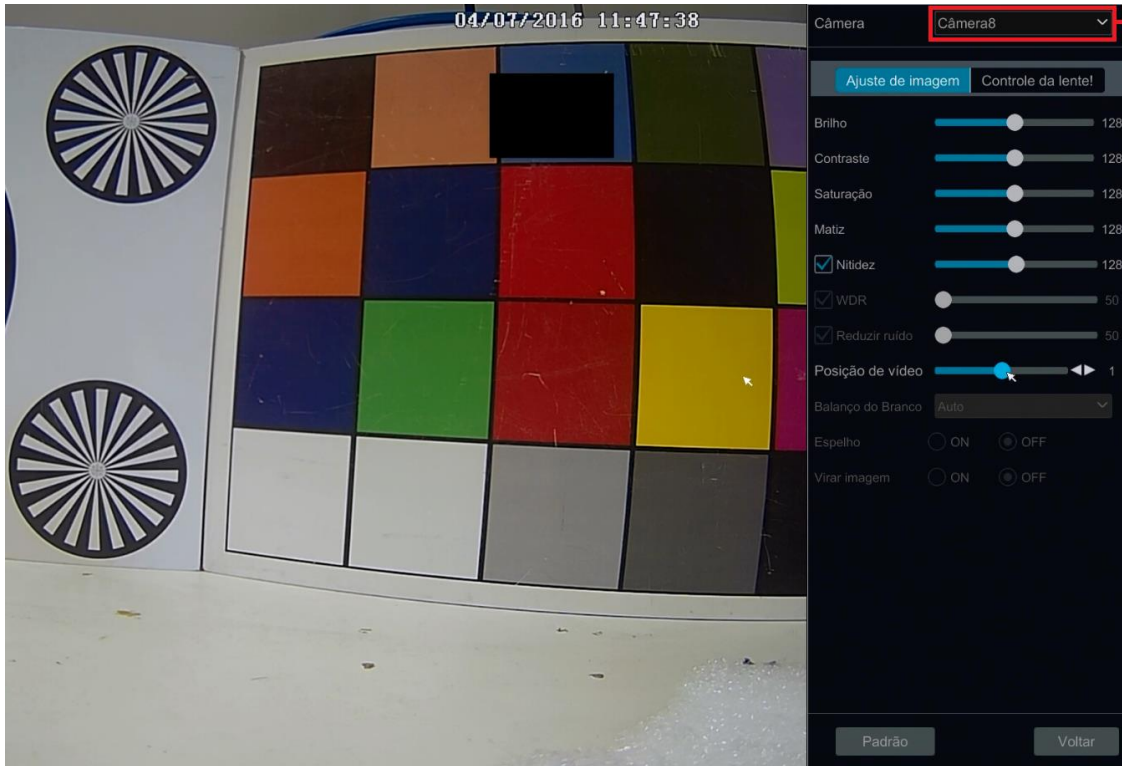 04/07/2016 11:47:38
Câmera Câmera8
Ajuste de imagem Controle da lente!
Brilho 128
Contraste 128
Saturação 128
Matiz 128
Nitidez 128
WDR 50
Reduzir ruído 50
Posição de vídeo 1
Balanço do Branco Auto
Espelho ON OFF
Virar imagem ON OFF
Padrão Voltar